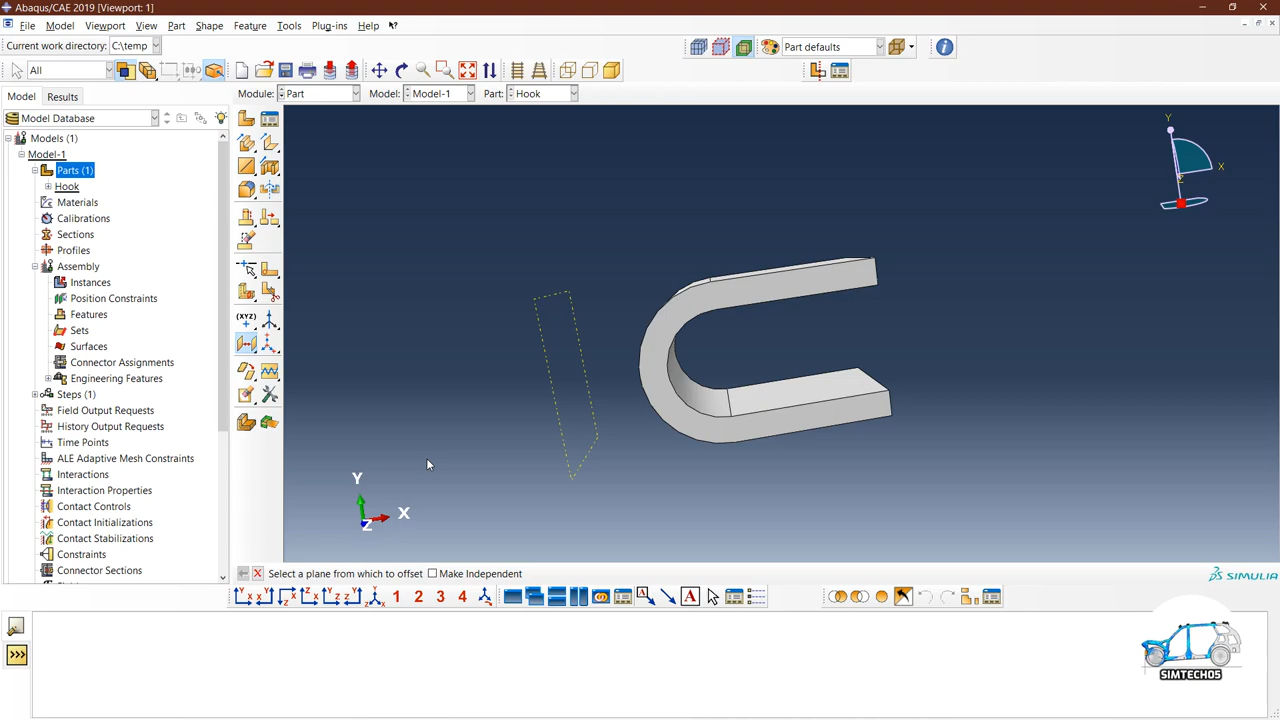 Abaqus/CAE 2019 [Viewport: 1]
File Model Viewport View Part Shape Feature Tools Plug-ins Help
Current work directory: C:\temp
Part defaults
All
Model Results
Module: Part Model: Model-1 Part: Hook
Model Database
Models (1)
Model-1
Parts (1)
Hook
Materials
Calibrations
Sections
Profiles
Assembly
Instances
Position Constraints
Features
Sets
Surfaces
Connector Assignments
Engineering Features
Steps (1)
Field Output Requests
History Output Requests
Time Points
ALE Adaptive Mesh Constraints
Interactions
Interaction Properties
Contact Controls
Contact Initializations
Contact Stabilizations
Constraints
Connector Sections
(XYZ)
Y
X
Z
Y
X
Z
Select a plane from which to offset Make Independent
1 2 3 4
A
SIMULIA
>>>
SIMTECH05